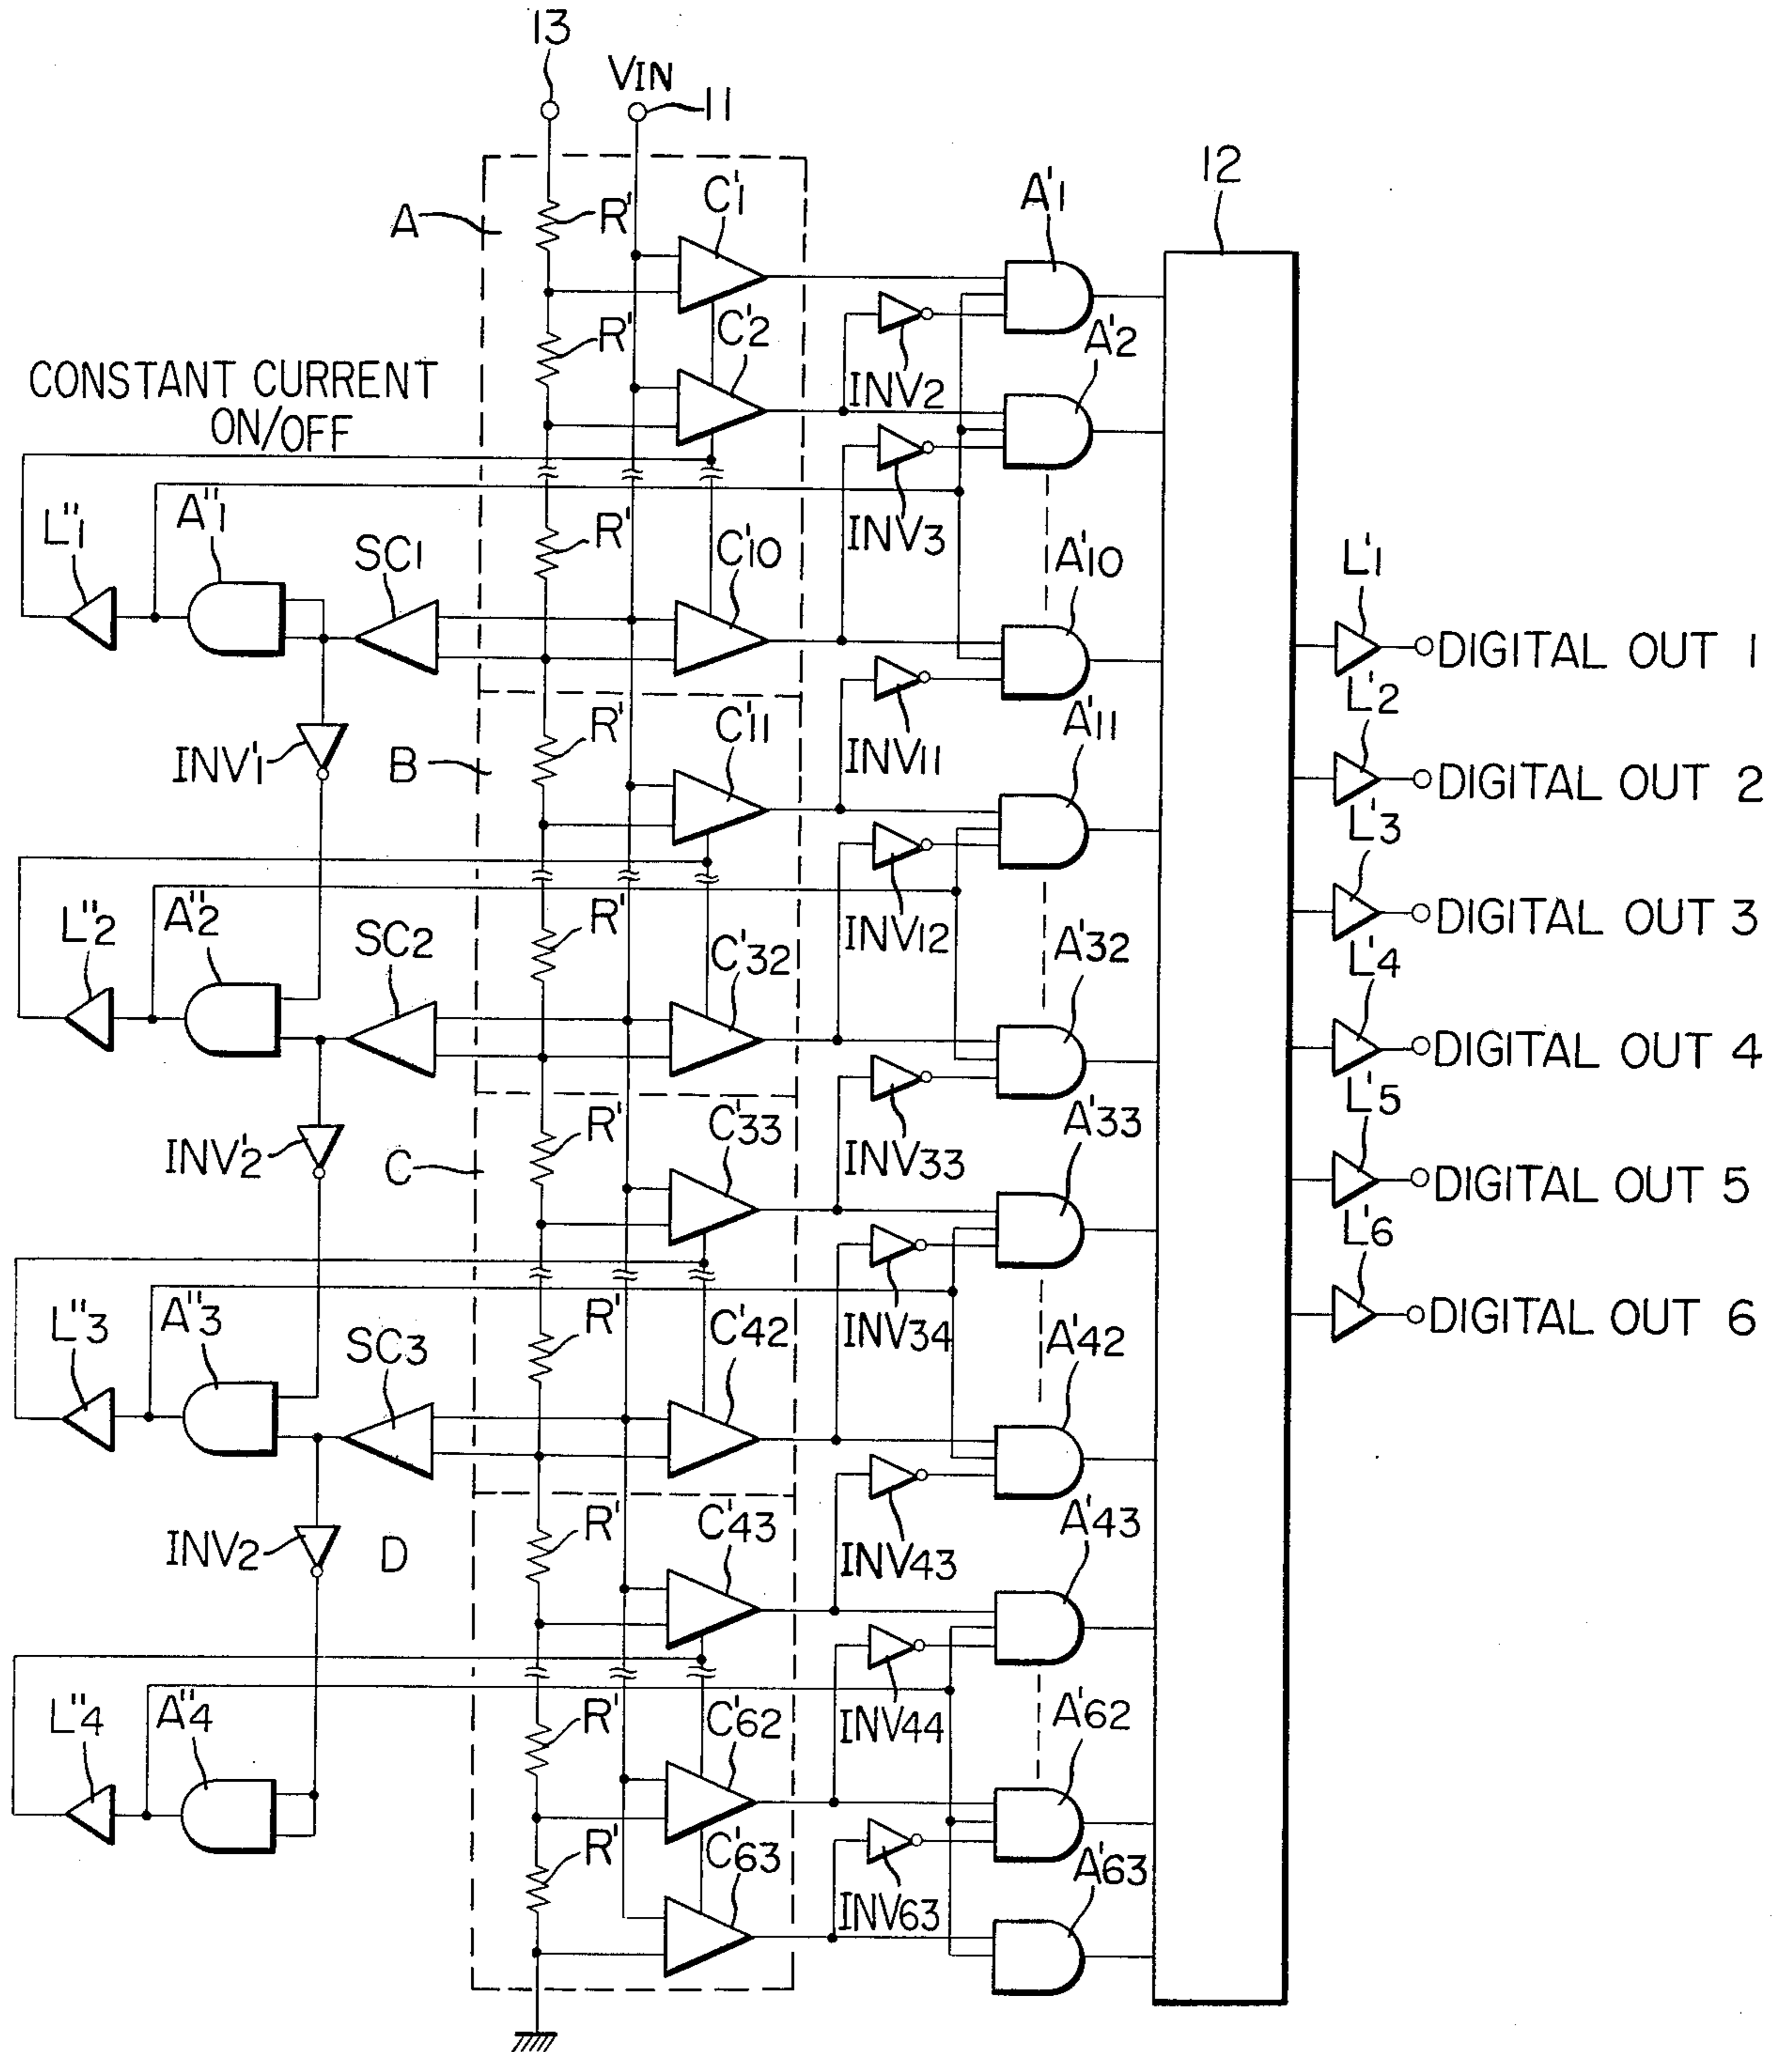 13
VIN
11
12
C'1
A'1
A
R'
C'2
R'
A'2
INV2
CONSTANT CURRENT
ON/OFF
L"1
A"1
SC1
R'
C'10
INV3
A'10
L'1
DIGITAL OUT 1
L'2
INV'1
B
R'
C'11
INV11
A'11
DIGITAL OUT 2
L'3
L"2
A"2
SC2
R'
C'32
INV12
A'32
DIGITAL OUT 3
L'4
DIGITAL OUT 4
L'5
INV'2
C
R'
C'33
INV33
A'33
DIGITAL OUT 5
L'6
L"3
A"3
SC3
R'
C'42
INV34
A'42
DIGITAL OUT 6
INV2
D
R'
C'43
INV43
A'43
L"4
A"4
R'
C'62
INV44
A'62
R'
C'63
INV63
A'63